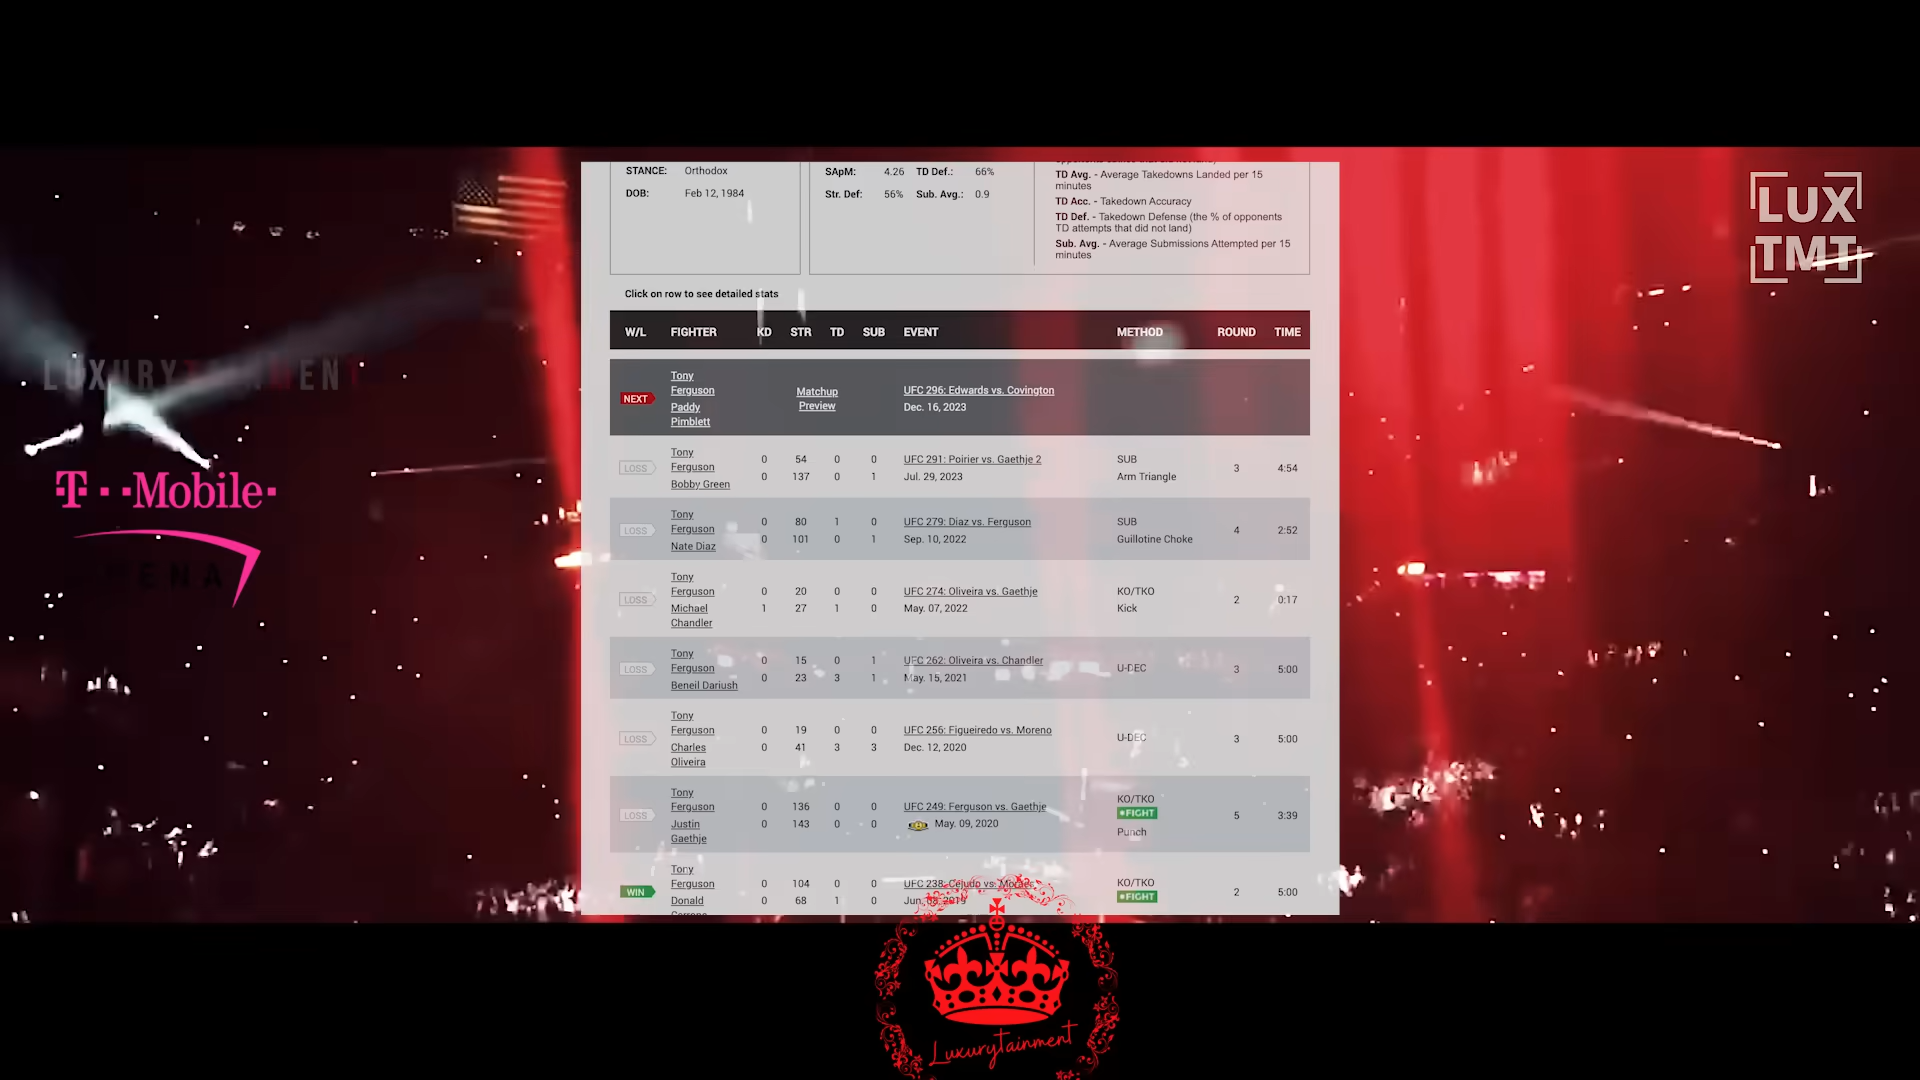 STANCE: Orthodox
DOB: Feb 12, 1984
SApM: 4.26 TD Def.: 66%
Str. Def: 56% Sub. Avg.: 0.9
TD Avg. - Average Takedowns Landed per 15
minutes
TD Acc. - Takedown Accuracy
TD Def. - Takedown Defense (the % of opponents
TD attempts that did not land)
Sub. Avg. - Average Submissions Attempted per 15
minutes
LUX
TMT
Click on row to see detailed stats
W/L FIGHTER KD STR TD SUB EVENT METHOD ROUND TIME
LUXURYTAINMENT
T··Mobile·
NEXT
Tony
Ferguson
Paddy
Pimblett
Matchup
Preview
UFC 296: Edwards vs. Covington
Dec. 16, 2023
LOSS
Tony
Ferguson
Bobby Green
0 54 0 0
0 137 0 1
UFC 291: Poirier vs. Gaethje 2
Jul. 29, 2023
SUB
Arm Triangle
3 4:54
LOSS
Tony
Ferguson
Nate Diaz
0 80 1 0
0 101 0 1
UFC 279: Diaz vs. Ferguson
Sep. 10, 2022
SUB
Guillotine Choke
4 2:52
LOSS
Tony
Ferguson
Michael
Chandler
0 20 0 0
1 27 1 0
UFC 274: Oliveira vs. Gaethje
May. 07, 2022
KO/TKO
Kick
2 0:17
LOSS
Tony
Ferguson
Beneil Dariush
0 15 0 1
0 23 3 1
UFC 262: Oliveira vs. Chandler
May. 15, 2021
U-DEC
3 5:00
LOSS
Tony
Ferguson
Charles
Oliveira
0 19 0 0
0 41 3 3
UFC 256: Figueiredo vs. Moreno
Dec. 12, 2020
U-DEC
3 5:00
LOSS
Tony
Ferguson
Justin
Gaethje
0 136 0 0
0 143 0 0
UFC 249: Ferguson vs. Gaethje
May. 09, 2020
KO/TKO
FIGHT
Punch
5 3:39
WIN
Tony
Ferguson
Donald
0 104 0 0
0 68 1 0
UFC 238: Cejudo vs. Moraes
Jun. 08, 2019
KO/TKO
FIGHT
2 5:00
Luxurytainment